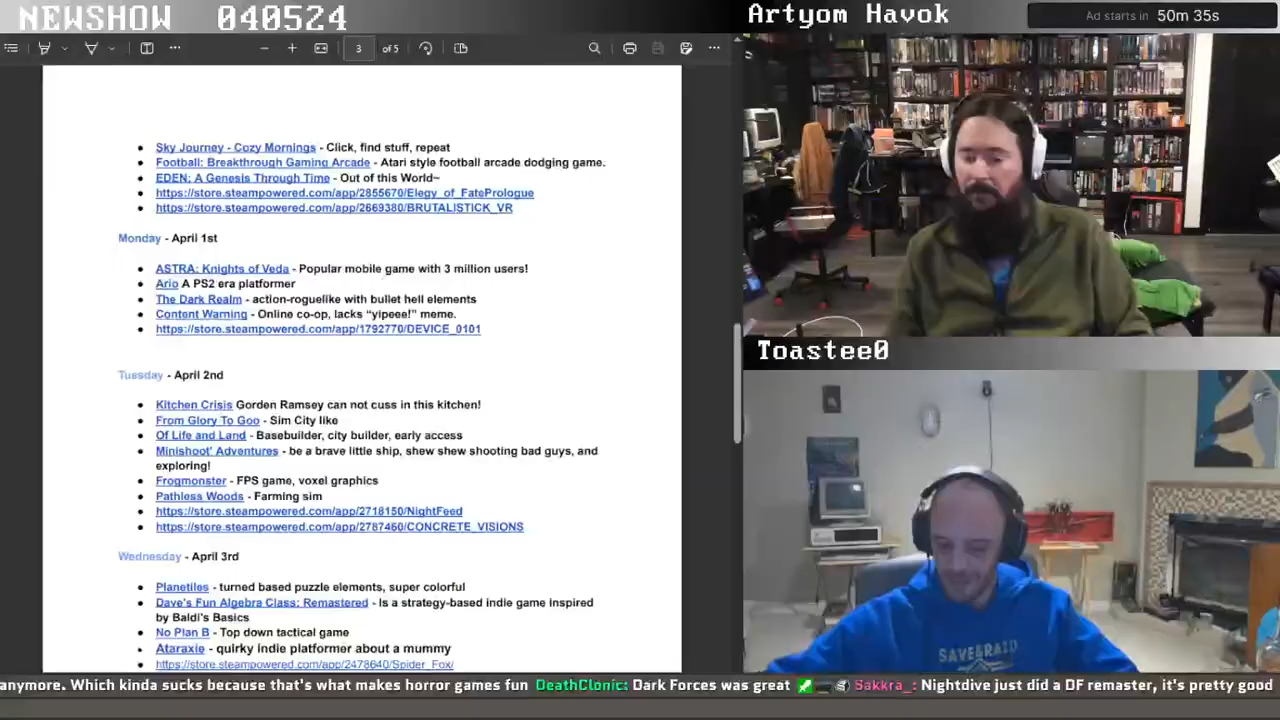 NEWSHOW 040524
Artyom Havok
Ad starts in 50m 35s
3 of 5
Sky Journey - Cozy Mornings - Click, find stuff, repeat
Football: Breakthrough Gaming Arcade - Atari style football arcade dodging game.
EDEN: A Genesis Through Time - Out of this World~
https://store.steampowered.com/app/2855670/Elegy_of_FatePrologue
https://store.steampowered.com/app/2669380/BRUTALISTICK_VR
Monday - April 1st
ASTRA: Knights of Veda - Popular mobile game with 3 million users!
Ario A PS2 era platformer
The Dark Realm - action-roguelike with bullet hell elements
Content Warning - Online co-op, lacks “yipeee!” meme.
https://store.steampowered.com/app/1792770/DEVICE_0101
Toastee0
Tuesday - April 2nd
Kitchen Crisis Gorden Ramsey can not cuss in this kitchen!
From Glory To Goo - Sim City like
Of Life and Land - Basebuilder, city builder, early access
Minishoot' Adventures - be a brave little ship, shew shew shooting bad guys, and
exploring!
Frogmonster - FPS game, voxel graphics
Pathless Woods - Farming sim
https://store.steampowered.com/app/2718150/NightFeed
https://store.steampowered.com/app/2787460/CONCRETE_VISIONS
Wednesday - April 3rd
Planetiles - turned based puzzle elements, super colorful
Dave's Fun Algebra Class: Remastered - Is a strategy-based indie game inspired
by Baldi's Basics
No Plan B - Top down tactical game
Ataraxie - quirky indie platformer about a mummy
https://store.steampowered.com/app/2478640/Spider_Fox/
anymore. Which kinda sucks because that's what makes horror games fun DeathClonic: Dark Forces was great Sakkra_: Nightdive just did a DF remaster, it's pretty good